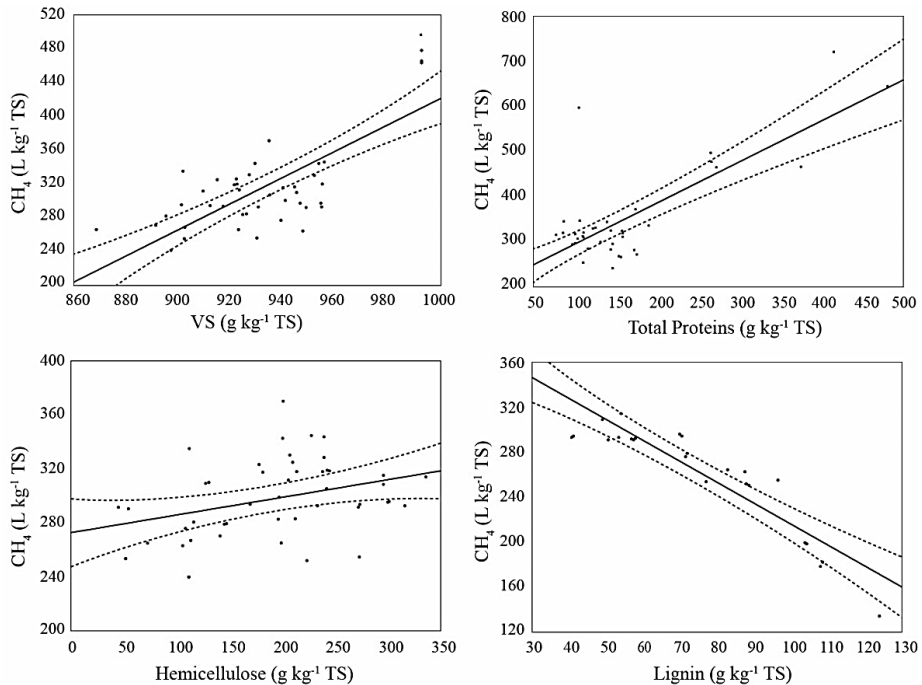 520
480
440
400
360
320
280
240
200
CH₄ (L kg⁻¹ TS)
860 880 900 920 940 960 980 1000
VS (g kg⁻¹ TS)
800
700
600
500
400
300
200
CH₄ (L kg⁻¹ TS)
50 100 150 200 250 300 400 450 500
Total Proteins (g kg⁻¹ TS)
400
360
320
280
240
200
CH₄ (L kg⁻¹ TS)
0 50 100 150 200 250 300 350
Hemicellulose (g kg⁻¹ TS)
360
320
280
240
200
160
120
CH₄ (L kg⁻¹ TS)
30 40 50 60 70 80 90 100 110 130
Lignin (g kg⁻¹ TS)